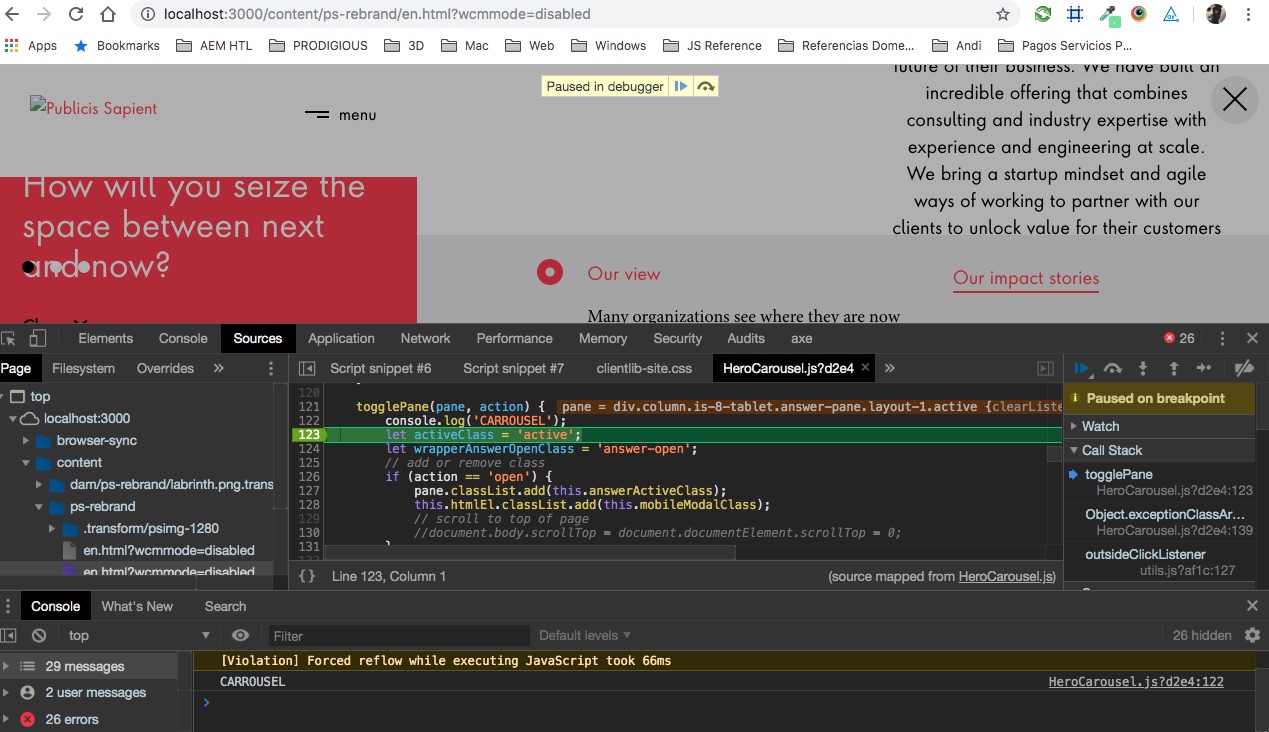 localhost:3000/content/ps-rebrand/en.html?wcmmode=disabled
Apps Bookmarks AEM HTL PRODIGIOUS 3D Mac Web Windows JS Reference Referencias Dome... Andi Pagos Servicios P...
Paused in debugger
Publicis Sapient
menu
future of their business. We have built an
incredible offering that combines
consulting and industry expertise with
experience and engineering at scale.
We bring a startup mindset and agile
ways of working to partner with our
clients to unlock value for their customers
How will you seize the
space between next
and now?
Our view
Many organizations see where they are now
Our impact stories
Elements Console Sources Application Network Performance Memory Security Audits axe 26
Page Filesystem Overrides »
Script snippet #6 Script snippet #7 clientlib-site.css HeroCarousel.js?d2e4 × »
top
localhost:3000
browser-sync
content
dam/ps-rebrand/labrinth.png.trans
ps-rebrand
.transform/psimg-1280
en.html?wcmmode=disabled
en.html?wcmmode=disabled
120 }
121 togglePane(pane, action) { pane = div.column.is-8-tablet.answer-pane.layout-1.active {clearListe
122 console.log('CARROUSEL');
123 let activeClass = 'active';
124 let wrapperAnswerOpenClass = 'answer-open';
125 // add or remove class
126 if (action == 'open') {
127 pane.classList.add(this.answerActiveClass);
128 this.htmlEl.classList.add(this.mobileModalClass);
129 // scroll to top of page
130 //document.body.scrollTop = document.documentElement.scrollTop = 0;
131 }
{} Line 123, Column 1 (source mapped from HeroCarousel.js)
Paused on breakpoint
Watch
Call Stack
togglePane
HeroCarousel.js?d2e4:123
Object.exceptionClassAr...
HeroCarousel.js?d2e4:139
outsideClickListener
utils.js?af1c:127
Console What's New Search
top Filter Default levels 26 hidden
29 messages
2 user messages
26 errors
[Violation] Forced reflow while executing JavaScript took 66ms
CARROUSEL HeroCarousel.js?d2e4:122